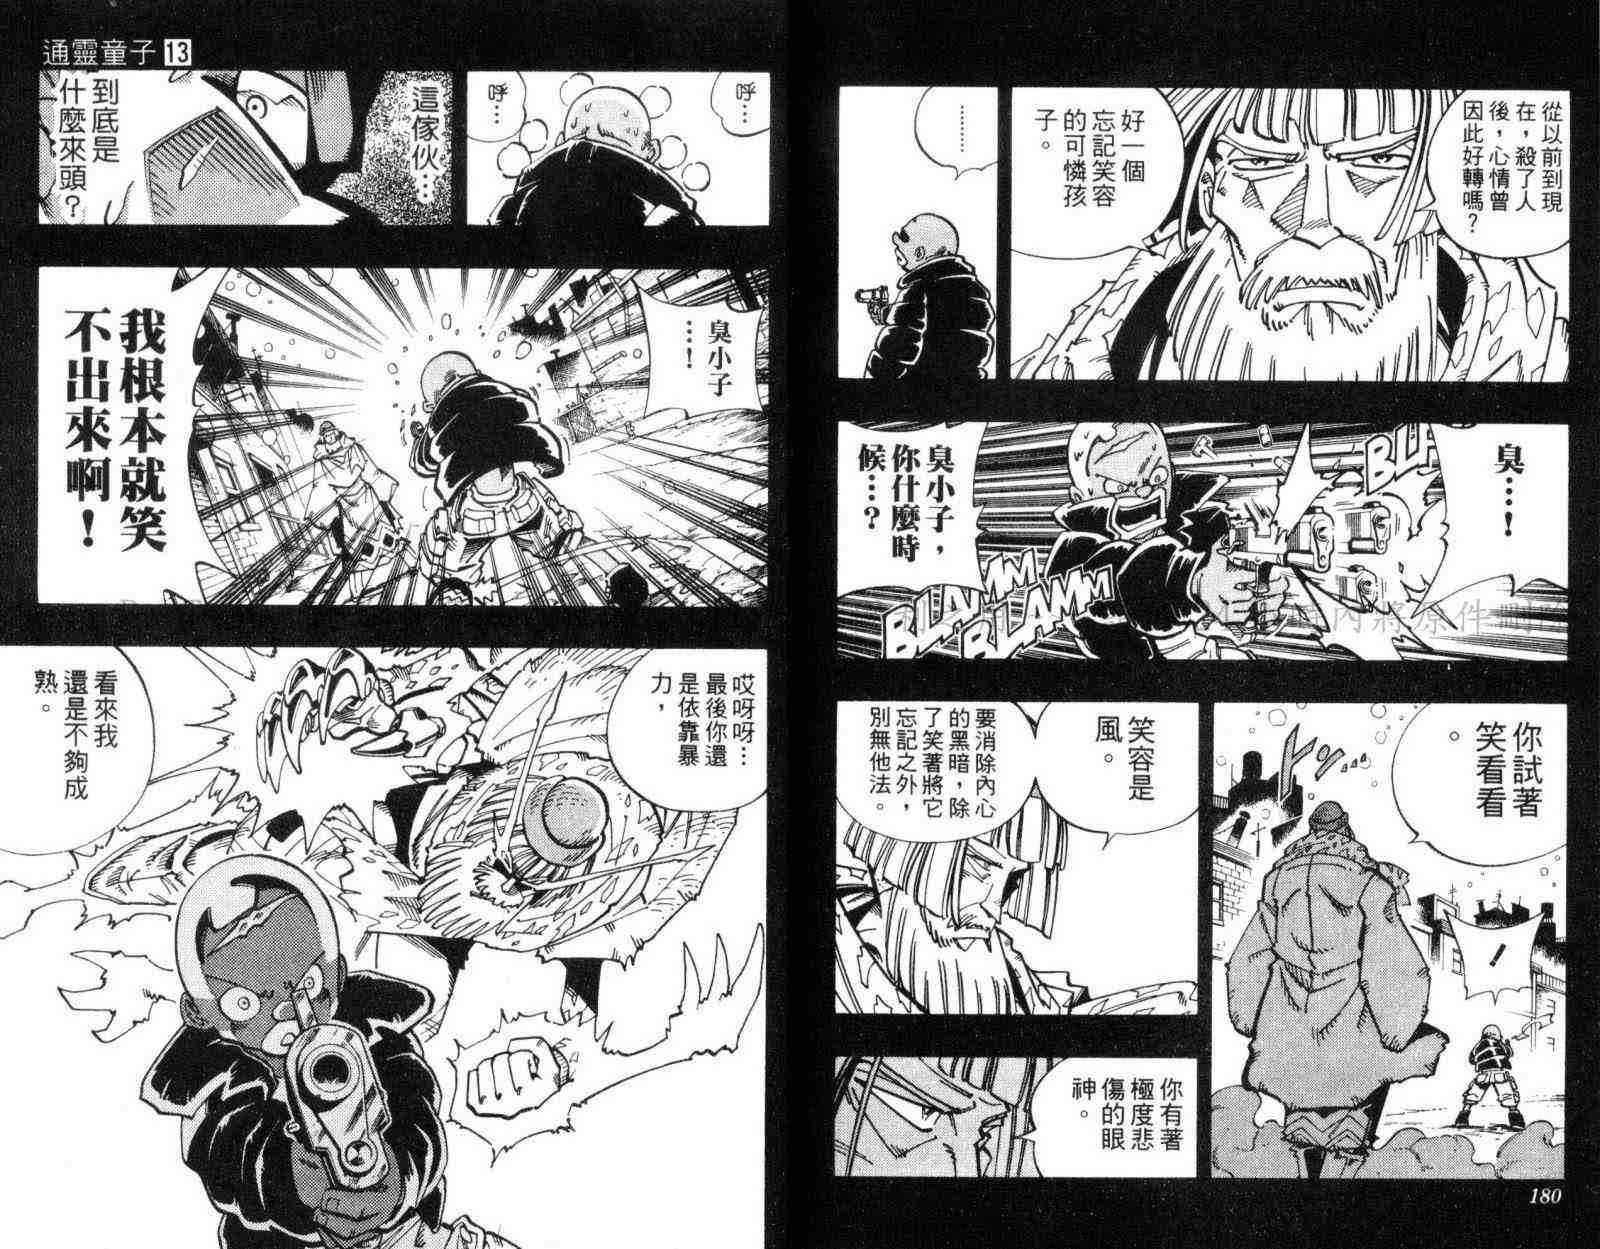 從以前到現
在，殺了人
後，心情曾
因此好轉嗎？
好一個
忘記笑容
的可憐孩
子。
………
臭…！
BLAMM
BLAMM
臭小子，
你什麼時
候…？
你試著
笑看看
。
！
笑容是
風。
要消除內心
的黑暗，除
了笑著將它
忘記之外，
別無他法。
你有著
極度悲
傷的眼
神。
180
通靈童子 13
呼…
呼…
這傢伙…
到底是
什麼來頭？
臭小子
…！
我根本就笑
不出來啊！
哎呀呀…
最後你還
是依靠暴
力，
看來我
還是不夠成
熟。